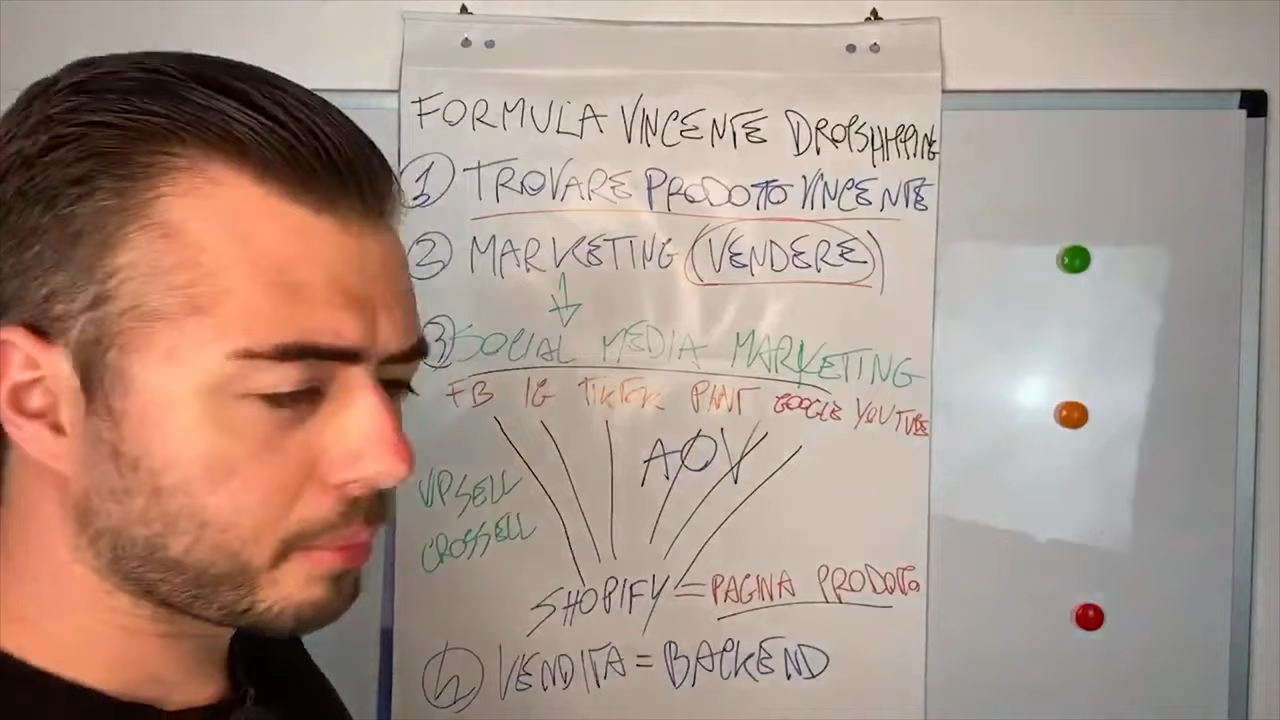 FORMULA VINCENTE DROPSHIPPING
1 TROVARE PRODOTTO VINCENTE
2 MARKETING (VENDERE)
3 SOCIAL MEDIA MARKETING
FB IG TIKTOK PINT GOOGLE YOUTUBE
AOV
UPSELL
CROSSELL
SHOPIFY = PAGINA PRODOTTO
4 VENDITA = BACKEND